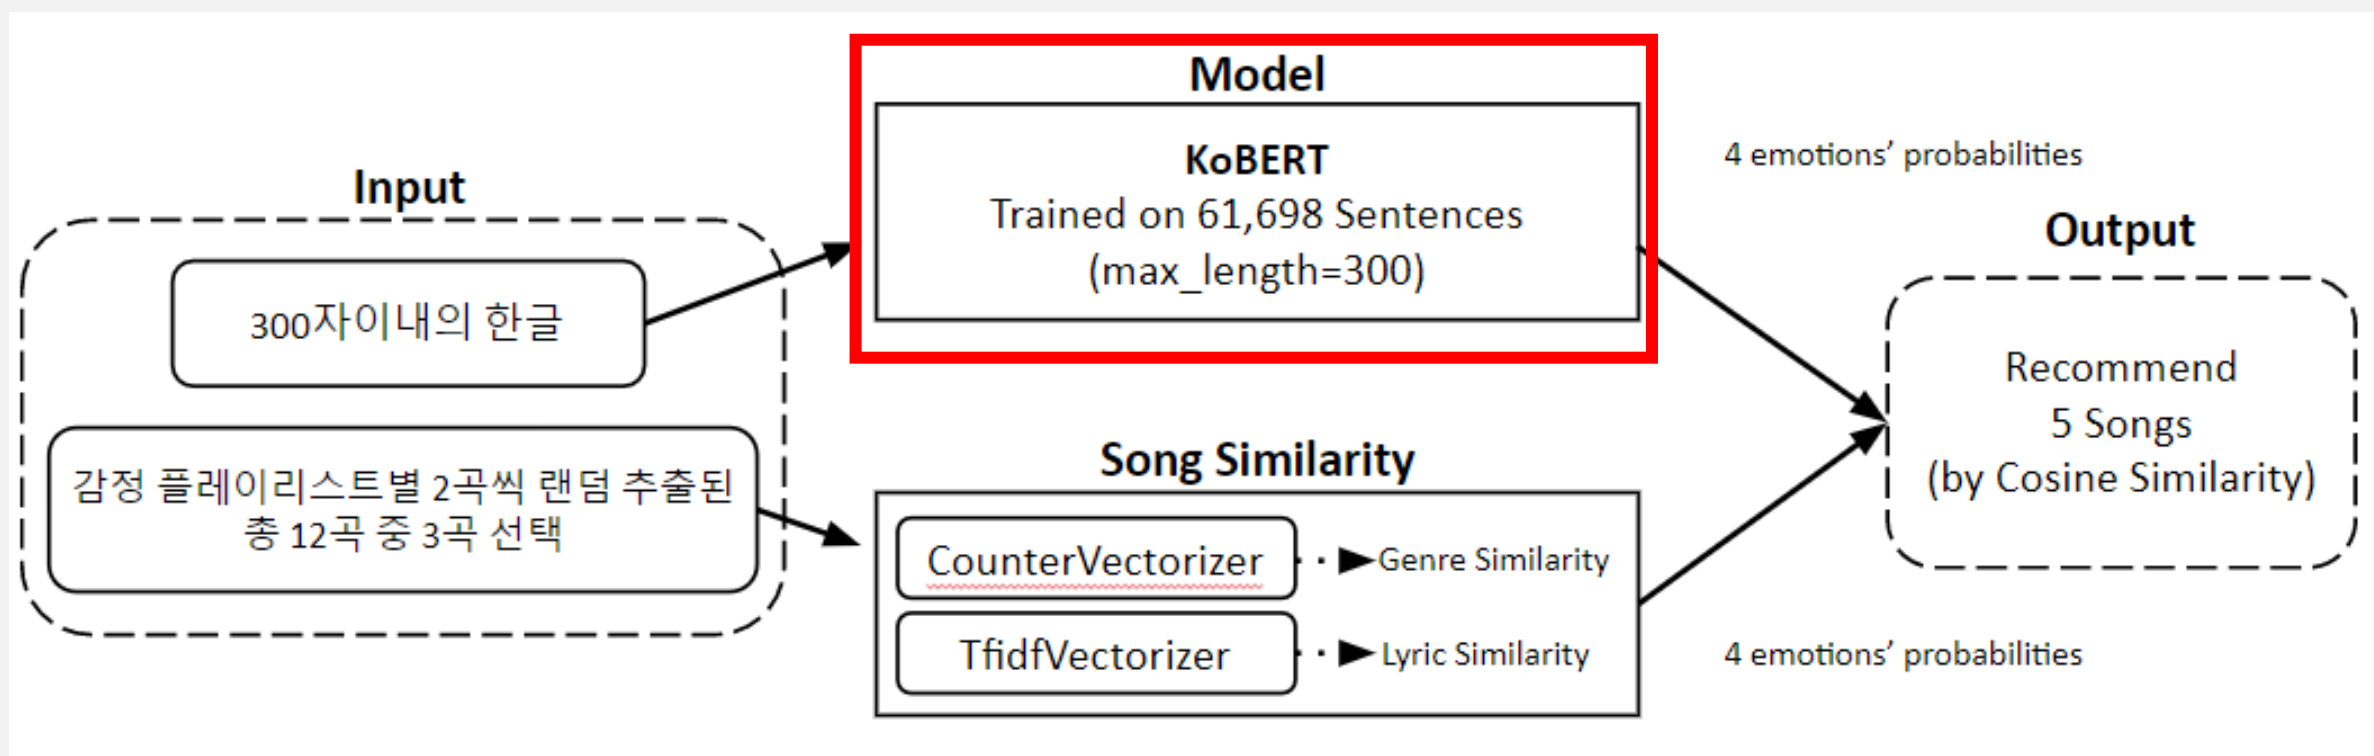 Input
300자이내의 한글
감정 플레이리스트별 2곡씩 랜덤 추출된
총 12곡 중 3곡 선택
Model
KoBERT
Trained on 61,698 Sentences
(max_length=300)
Song Similarity
CounterVectorizer
Genre Similarity
TfidfVectorizer
Lyric Similarity
4 emotions’ probabilities
Output
Recommend
5 Songs
(by Cosine Similarity)
4 emotions’ probabilities